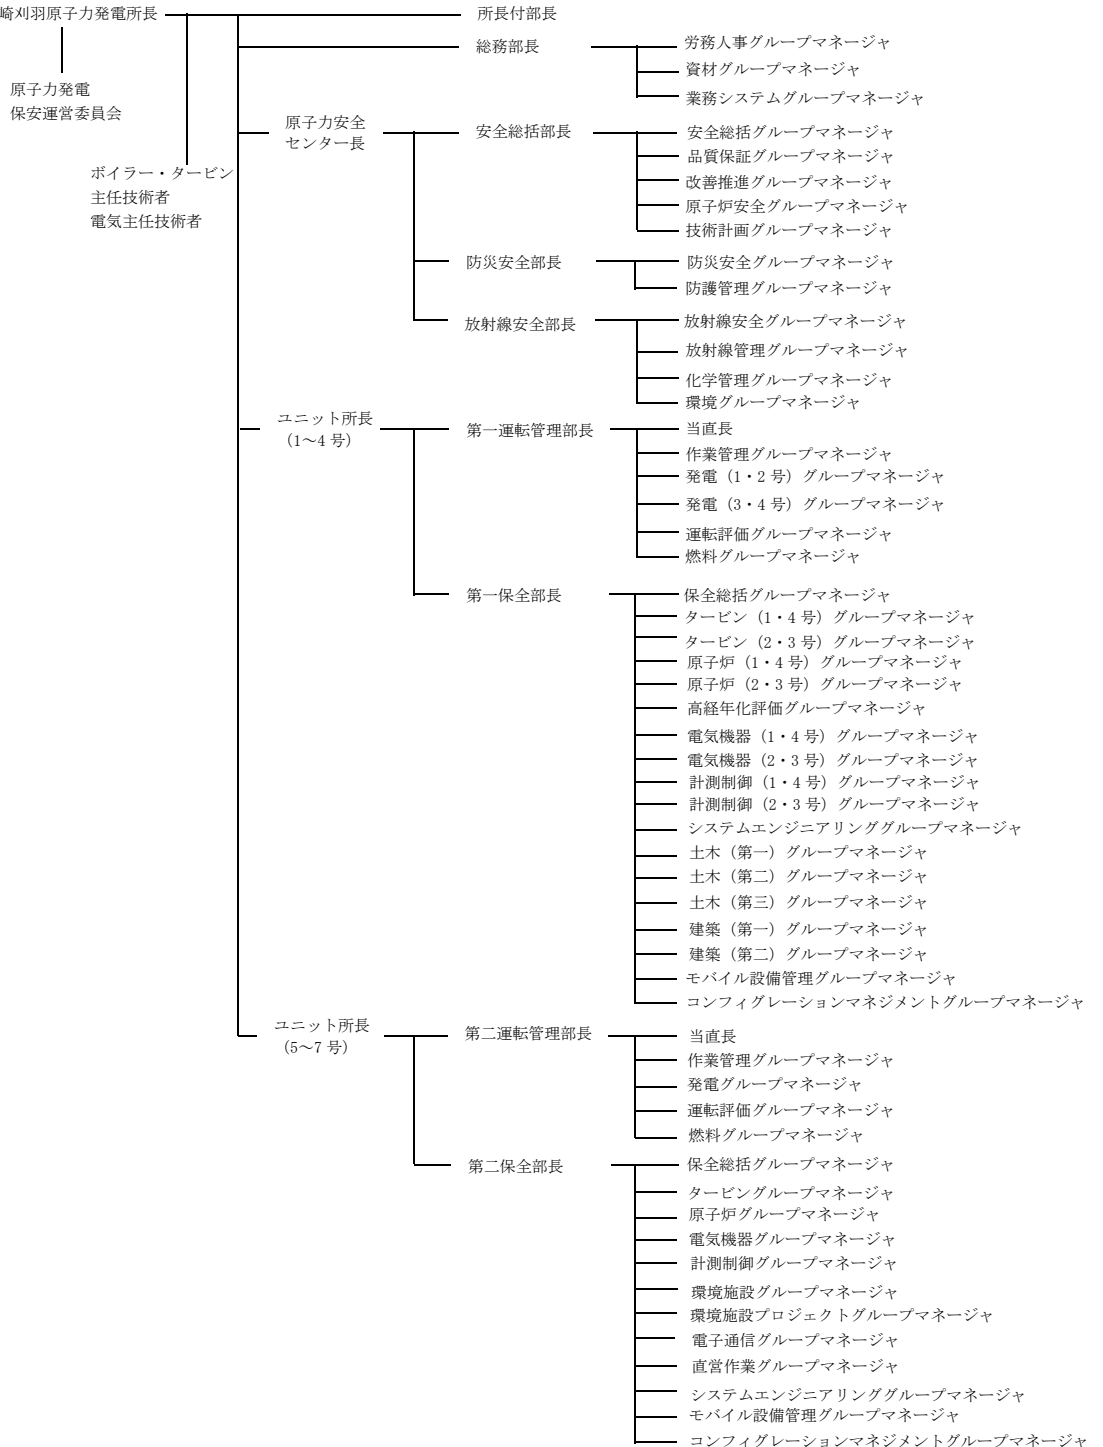 崎刈羽原子力発電所長
原子力発電
保安運営委員会
ボイラー・タービン
主任技術者
電気主任技術者
所長付部長
総務部長
労務人事グループマネージャ
資材グループマネージャ
業務システムグループマネージャ
原子力安全
センター長
安全総括部長
安全総括グループマネージャ
品質保証グループマネージャ
改善推進グループマネージャ
原子炉安全グループマネージャ
技術計画グループマネージャ
防災安全部長
防災安全グループマネージャ
防護管理グループマネージャ
放射線安全部長
放射線安全グループマネージャ
放射線管理グループマネージャ
化学管理グループマネージャ
環境グループマネージャ
ユニット所長
（1～4 号）
第一運転管理部長
当直長
作業管理グループマネージャ
発電（1・2 号）グループマネージャ
発電（3・4 号）グループマネージャ
運転評価グループマネージャ
燃料グループマネージャ
第一保全部長
保全総括グループマネージャ
タービン（1・4 号）グループマネージャ
タービン（2・3 号）グループマネージャ
原子炉（1・4 号）グループマネージャ
原子炉（2・3 号）グループマネージャ
高経年化評価グループマネージャ
電気機器（1・4 号）グループマネージャ
電気機器（2・3 号）グループマネージャ
計測制御（1・4 号）グループマネージャ
計測制御（2・3 号）グループマネージャ
システムエンジニアリンググループマネージャ
土木（第一）グループマネージャ
土木（第二）グループマネージャ
土木（第三）グループマネージャ
建築（第一）グループマネージャ
建築（第二）グループマネージャ
モバイル設備管理グループマネージャ
コンフィグレーションマネジメントグループマネージャ
ユニット所長
（5～7 号）
第二運転管理部長
当直長
作業管理グループマネージャ
発電グループマネージャ
運転評価グループマネージャ
燃料グループマネージャ
第二保全部長
保全総括グループマネージャ
タービングループマネージャ
原子炉グループマネージャ
電気機器グループマネージャ
計測制御グループマネージャ
環境施設グループマネージャ
環境施設プロジェクトグループマネージャ
電子通信グループマネージャ
直営作業グループマネージャ
システムエンジニアリンググループマネージャ
モバイル設備管理グループマネージャ
コンフィグレーションマネジメントグループマネージャ